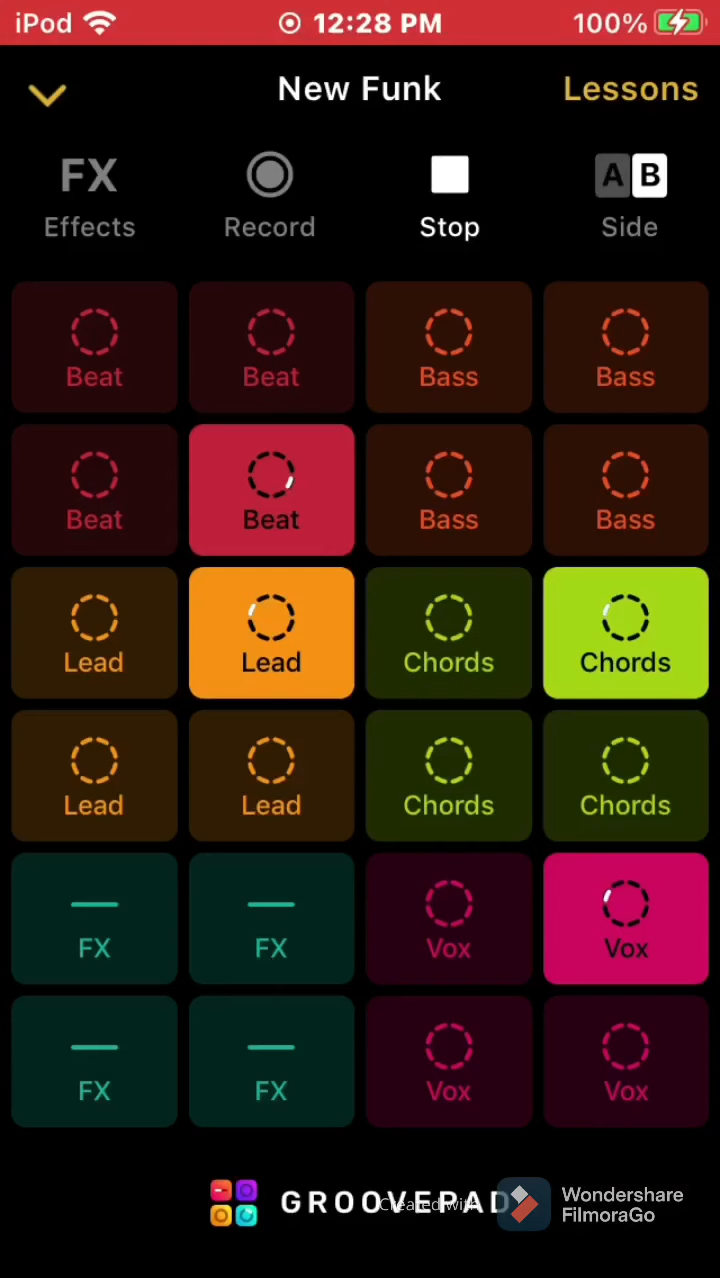 iPod 12:28 PM 100%
New Funk Lessons
FX A B
Effects Record Stop Side
Beat Beat Bass Bass
Beat Beat Bass Bass
Lead Lead Chords Chords
Lead Lead Chords Chords
FX FX Vox Vox
FX FX Vox Vox
GROOVEPAD
Created with
Wondershare
FilmoraGo